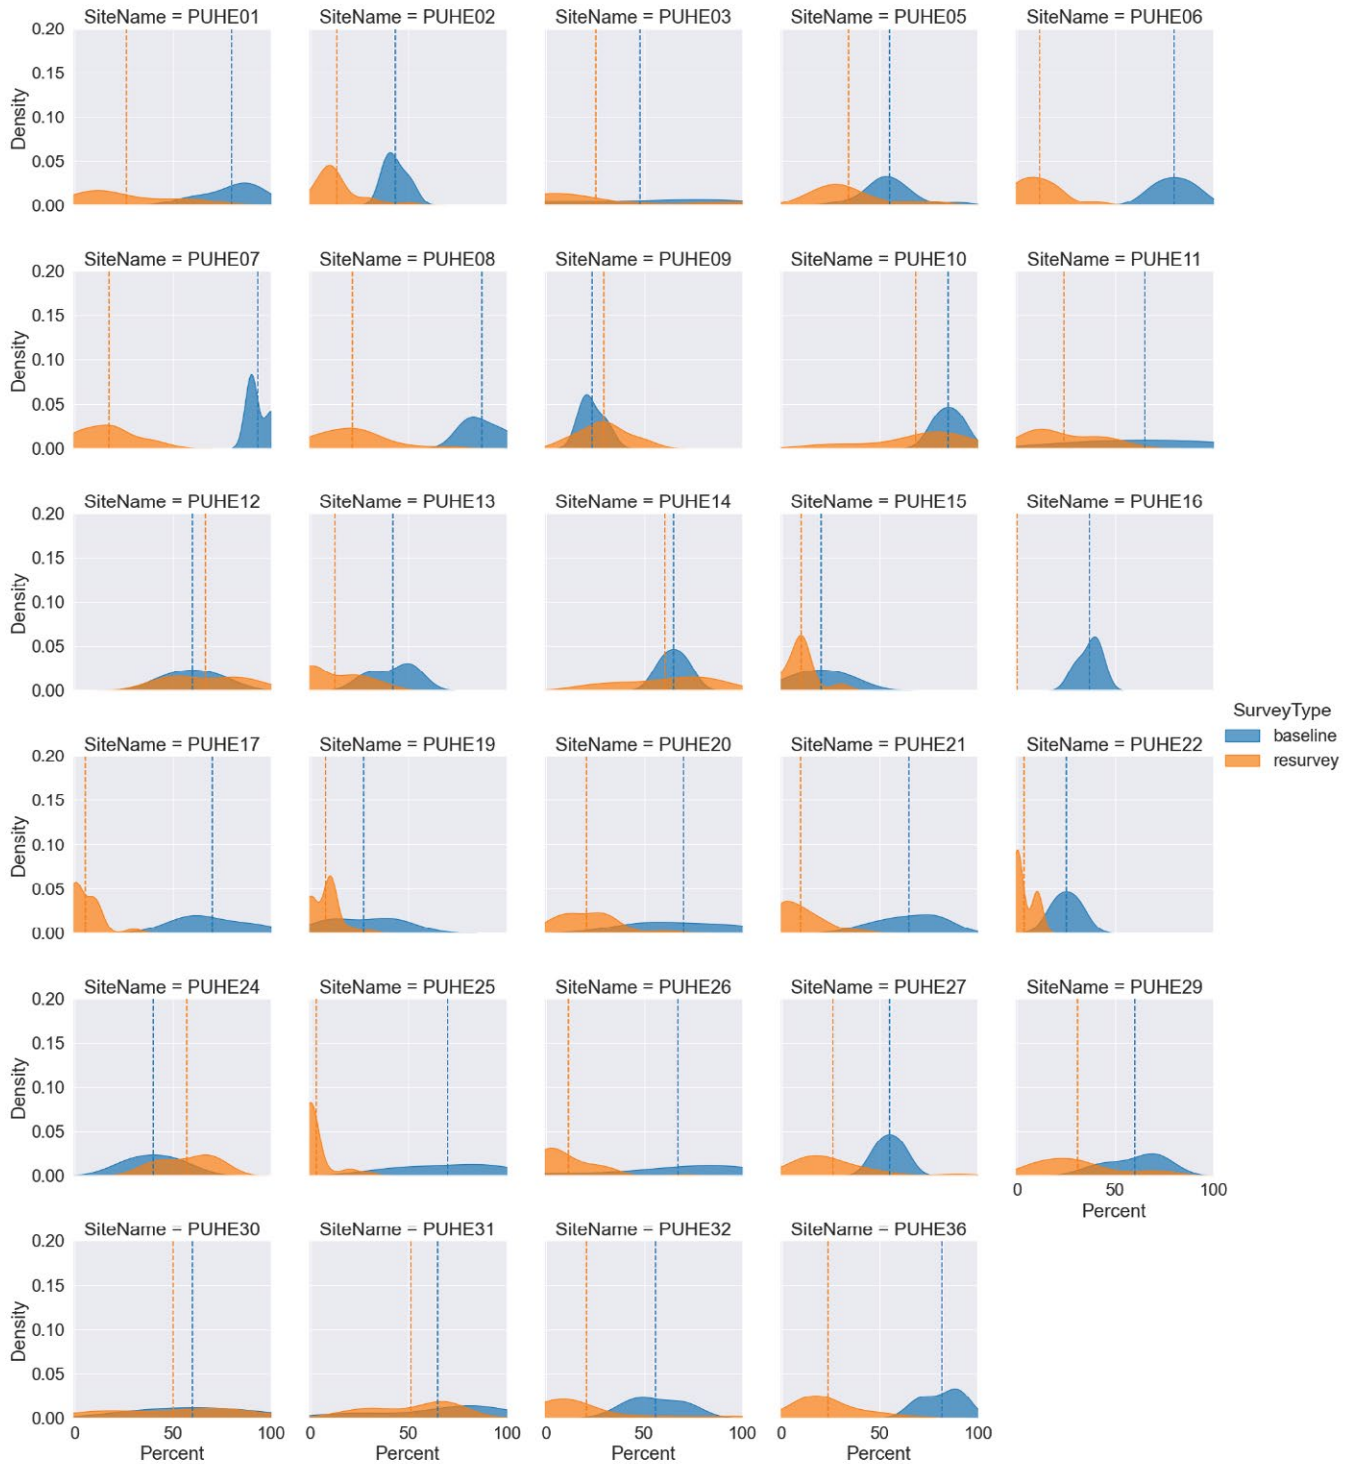 SiteName = PUHE01 SiteName = PUHE02 SiteName = PUHE03 SiteName = PUHE05 SiteName = PUHE06
0.20
0.15
0.10
0.05
0.00
Density
SiteName = PUHE07 SiteName = PUHE08 SiteName = PUHE09 SiteName = PUHE10 SiteName = PUHE11
0.20
0.15
0.10
0.05
0.00
Density
SiteName = PUHE12 SiteName = PUHE13 SiteName = PUHE14 SiteName = PUHE15 SiteName = PUHE16
0.20
0.15
0.10
0.05
0.00
Density
SurveyType
baseline
resurvey
SiteName = PUHE17 SiteName = PUHE19 SiteName = PUHE20 SiteName = PUHE21 SiteName = PUHE22
0.20
0.15
0.10
0.05
0.00
Density
SiteName = PUHE24 SiteName = PUHE25 SiteName = PUHE26 SiteName = PUHE27 SiteName = PUHE29
0.20
0.15
0.10
0.05
0.00
Density
0 50 100
Percent
SiteName = PUHE30 SiteName = PUHE31 SiteName = PUHE32 SiteName = PUHE36
0.20
0.15
0.10
0.05
0.00
Density
0 50 100 0 50 100 0 50 100 0 50 100
Percent Percent Percent Percent